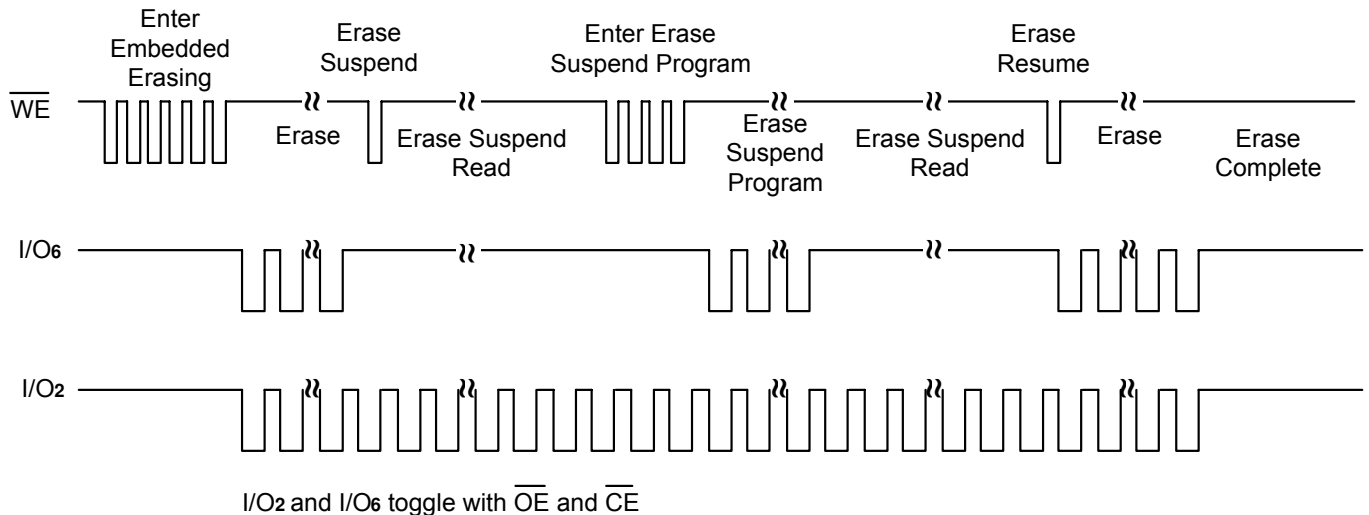 Enter
Embedded
Erasing
Erase
Suspend
Enter Erase
Suspend Program
Erase
Resume
WE
Erase
Erase Suspend
Read
Erase
Suspend
Program
Erase Suspend
Read
Erase
Erase
Complete
I/O6
I/O2
I/O2 and I/O6 toggle with OE and CE